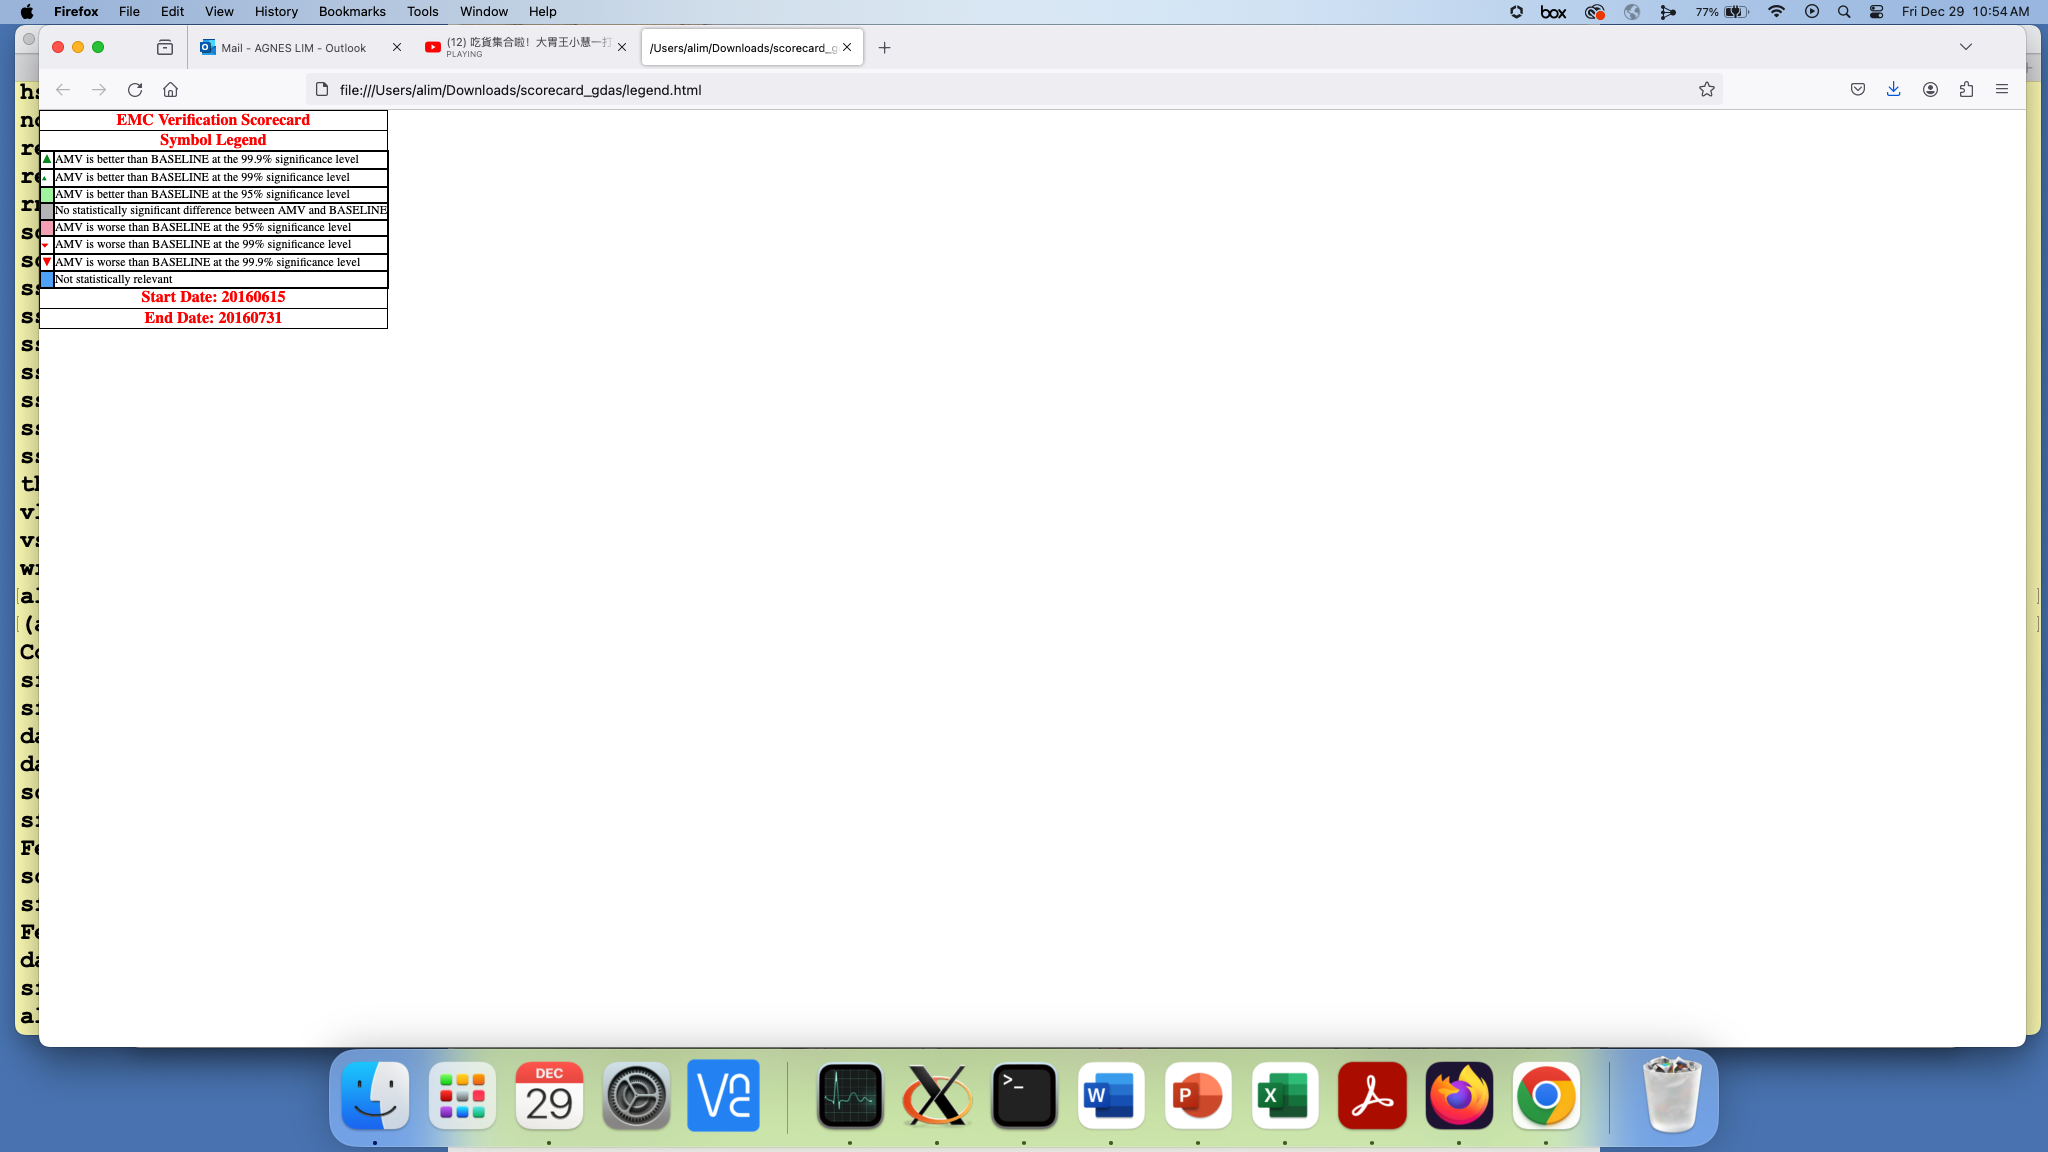 Firefox File Edit View History Bookmarks Tools Window Help
box 77% Fri Dec 29 10:54 AM
Mail - AGNES LIM - Outlook
(12) 吃貨集合啦！大胃王小慧一打
PLAYING
/Users/alim/Downloads/scorecard_g
file:///Users/alim/Downloads/scorecard_gdas/legend.html
EMC Verification Scorecard
Symbol Legend
AMV is better than BASELINE at the 99.9% significance level
AMV is better than BASELINE at the 99% significance level
AMV is better than BASELINE at the 95% significance level
No statistically significant difference between AMV and BASELINE
AMV is worse than BASELINE at the 95% significance level
AMV is worse than BASELINE at the 99% significance level
AMV is worse than BASELINE at the 99.9% significance level
Not statistically relevant
Start Date: 20160615
End Date: 20160731
DEC
29